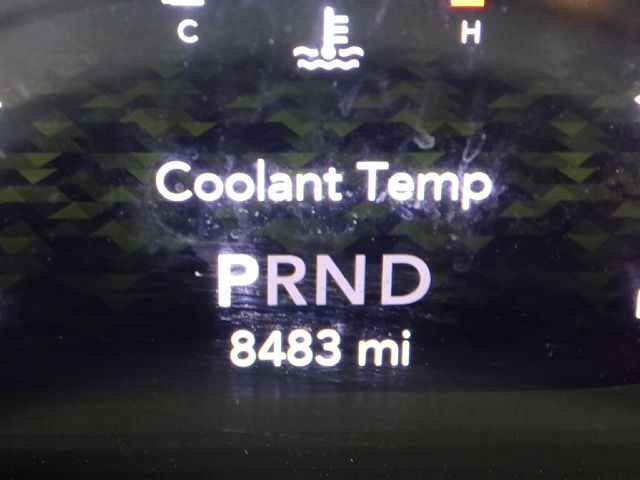 C H
Coolant Temp
PRND
8483 mi